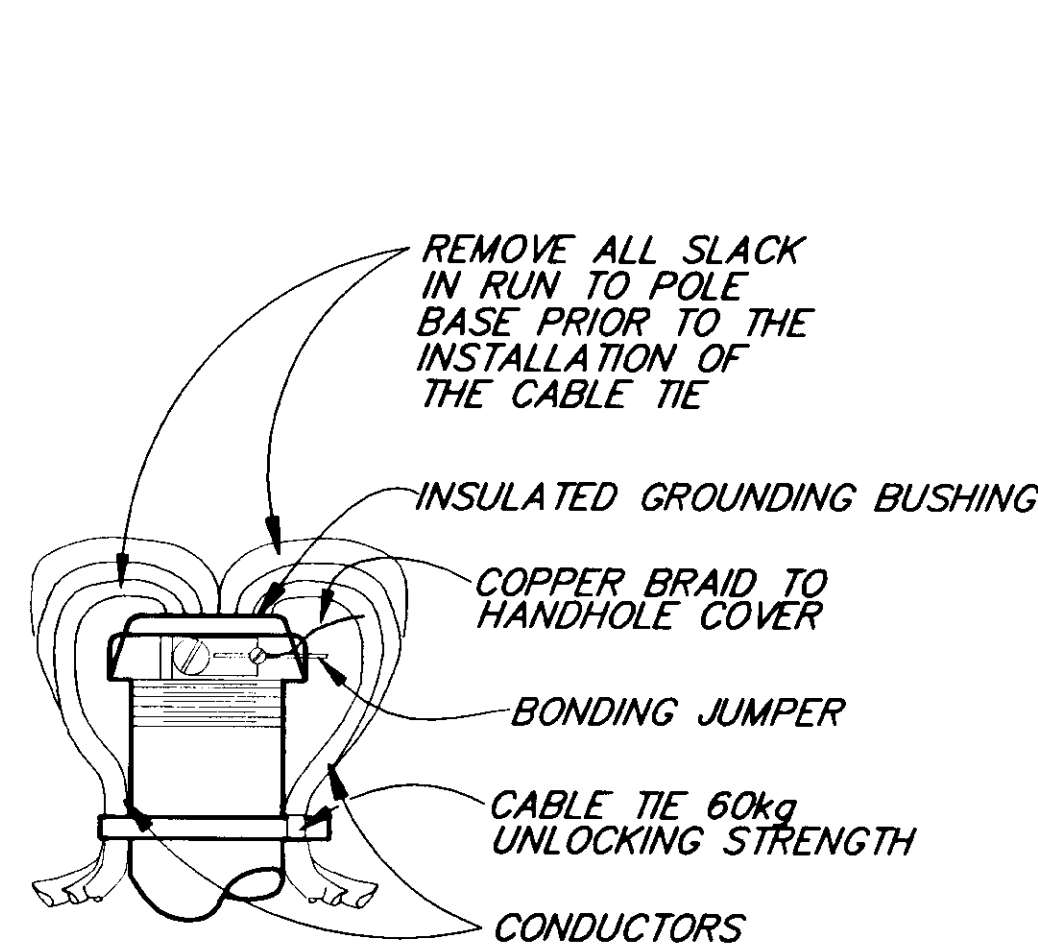 REMOVE ALL SLACK
IN RUN TO POLE
BASE PRIOR TO THE
INSTALLATION OF
THE CABLE TIE
INSULATED GROUNDING BUSHING
COPPER BRAID TO
HANDHOLE COVER
BONDING JUMPER
CABLE TIE 60kg
UNLOCKING STRENGTH
CONDUCTORS